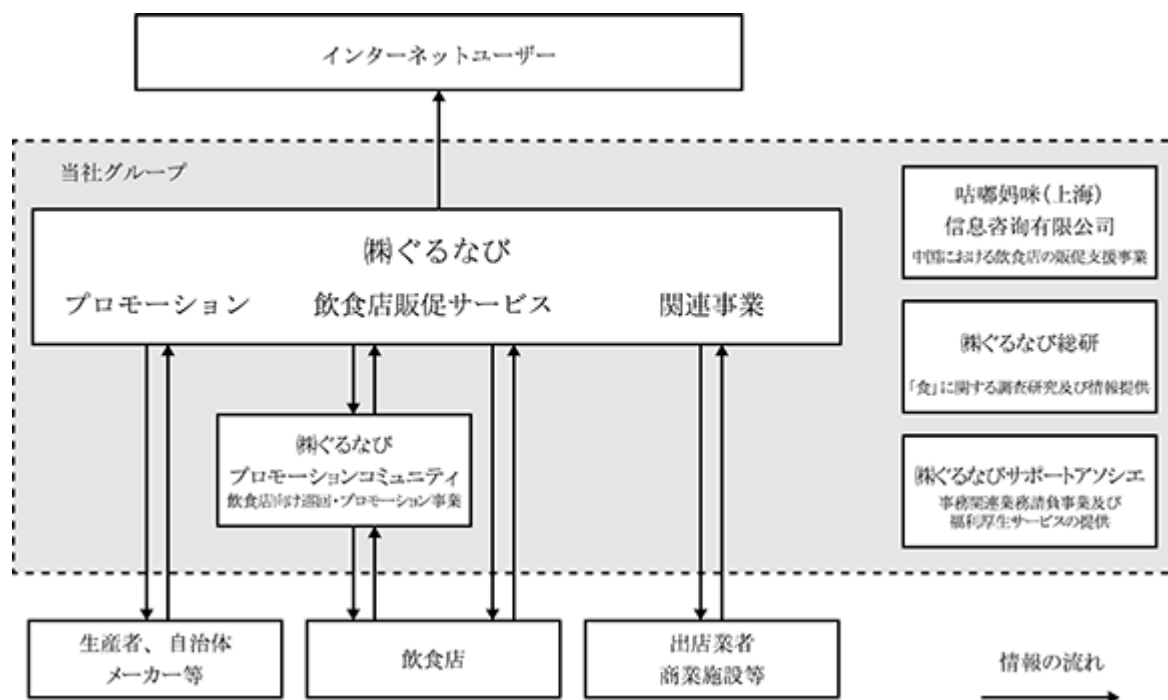 インターネットユーザー
当社グループ
㈱ぐるなび
プロモーション 飲食店販促サービス 関連事業
㈱ぐるなび
プロモーションコミュニティ
飲食店向け巡回・プロモーション事業
咕嘟妈咪(上海)
信息咨询有限公司
中国における飲食店の販促支援事業
㈱ぐるなび総研
「食」に関する調査研究及び情報提供
㈱ぐるなびサポートアソシエ
事務関連業務請負事業及び
福利厚生サービスの提供
生産者、自治体
メーカー等
飲食店
出店業者
商業施設等
情報の流れ